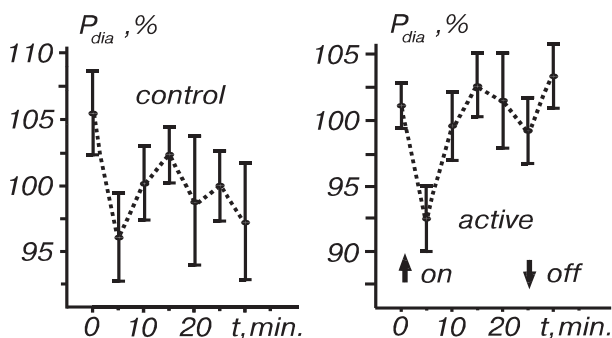 P_dia , %
110
105
100
95
control
0 10 20 t, min.
P_dia , %
105
100
95
90
active
on off
0 10 20 t, min.